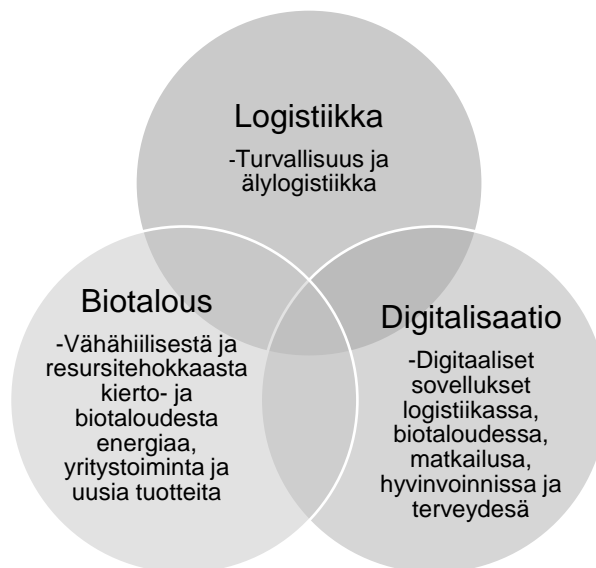 Logistiikka
-Turvallisuus ja
älylogistiikka
Biotalous
-Vähähiilisestä ja
resursitehokkaasta
kierto- ja
biotaloudesta
energiaa,
yritystoiminta ja
uusia tuotteita
Digitalisaatio
-Digitaaliset
sovellukset
logistiikassa,
biotaloudessa,
matkailusa,
hyvinvoinnissa ja
terveydesä